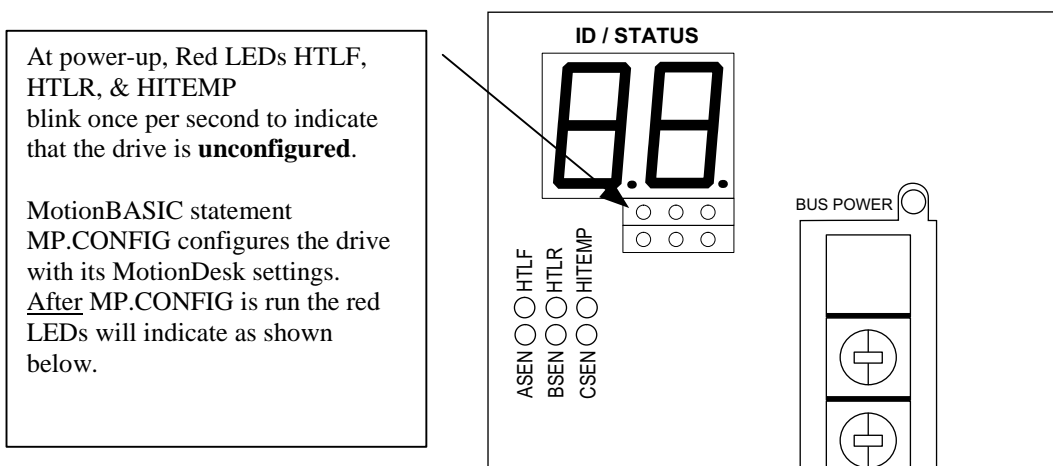 At power-up, Red LEDs HTLF,
HTLR, & HITEMP
blink once per second to indicate
that the drive is unconfigured.
MotionBASIC statement
MP.CONFIG configures the drive
with its MotionDesk settings.
After MP.CONFIG is run the red
LEDs will indicate as shown
below.
ID / STATUS
8.8.
BUS POWER
HTLF
HTLR
HITEMP
ASEN
BSEN
CSEN